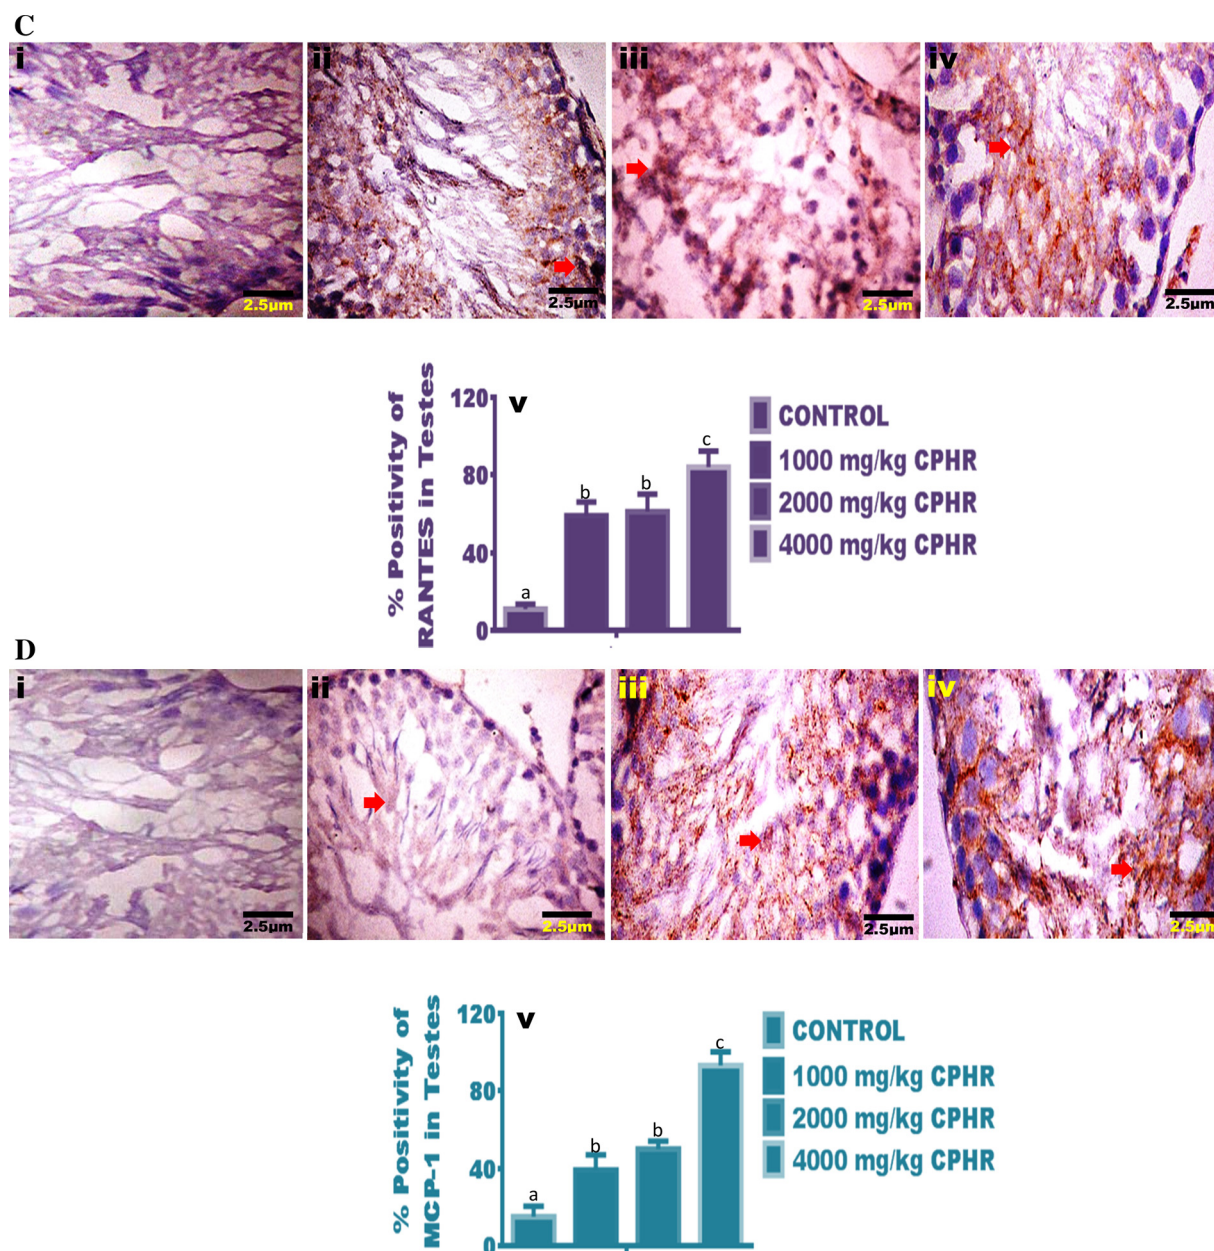 C
i
ii
iii
iv
2.5µm
2.5µm
2.5µm
2.5µm
% Positivity of
RANTES in Testes
120
80
40
0
v
a
b
b
c
CONTROL
1000 mg/kg CPHR
2000 mg/kg CPHR
4000 mg/kg CPHR
D
i
ii
iii
iv
2.5µm
2.5µm
2.5µm
2.5µm
% Positivity of
MCP-1 in Testes
120
80
40
0
v
a
b
b
c
CONTROL
1000 mg/kg CPHR
2000 mg/kg CPHR
4000 mg/kg CPHR